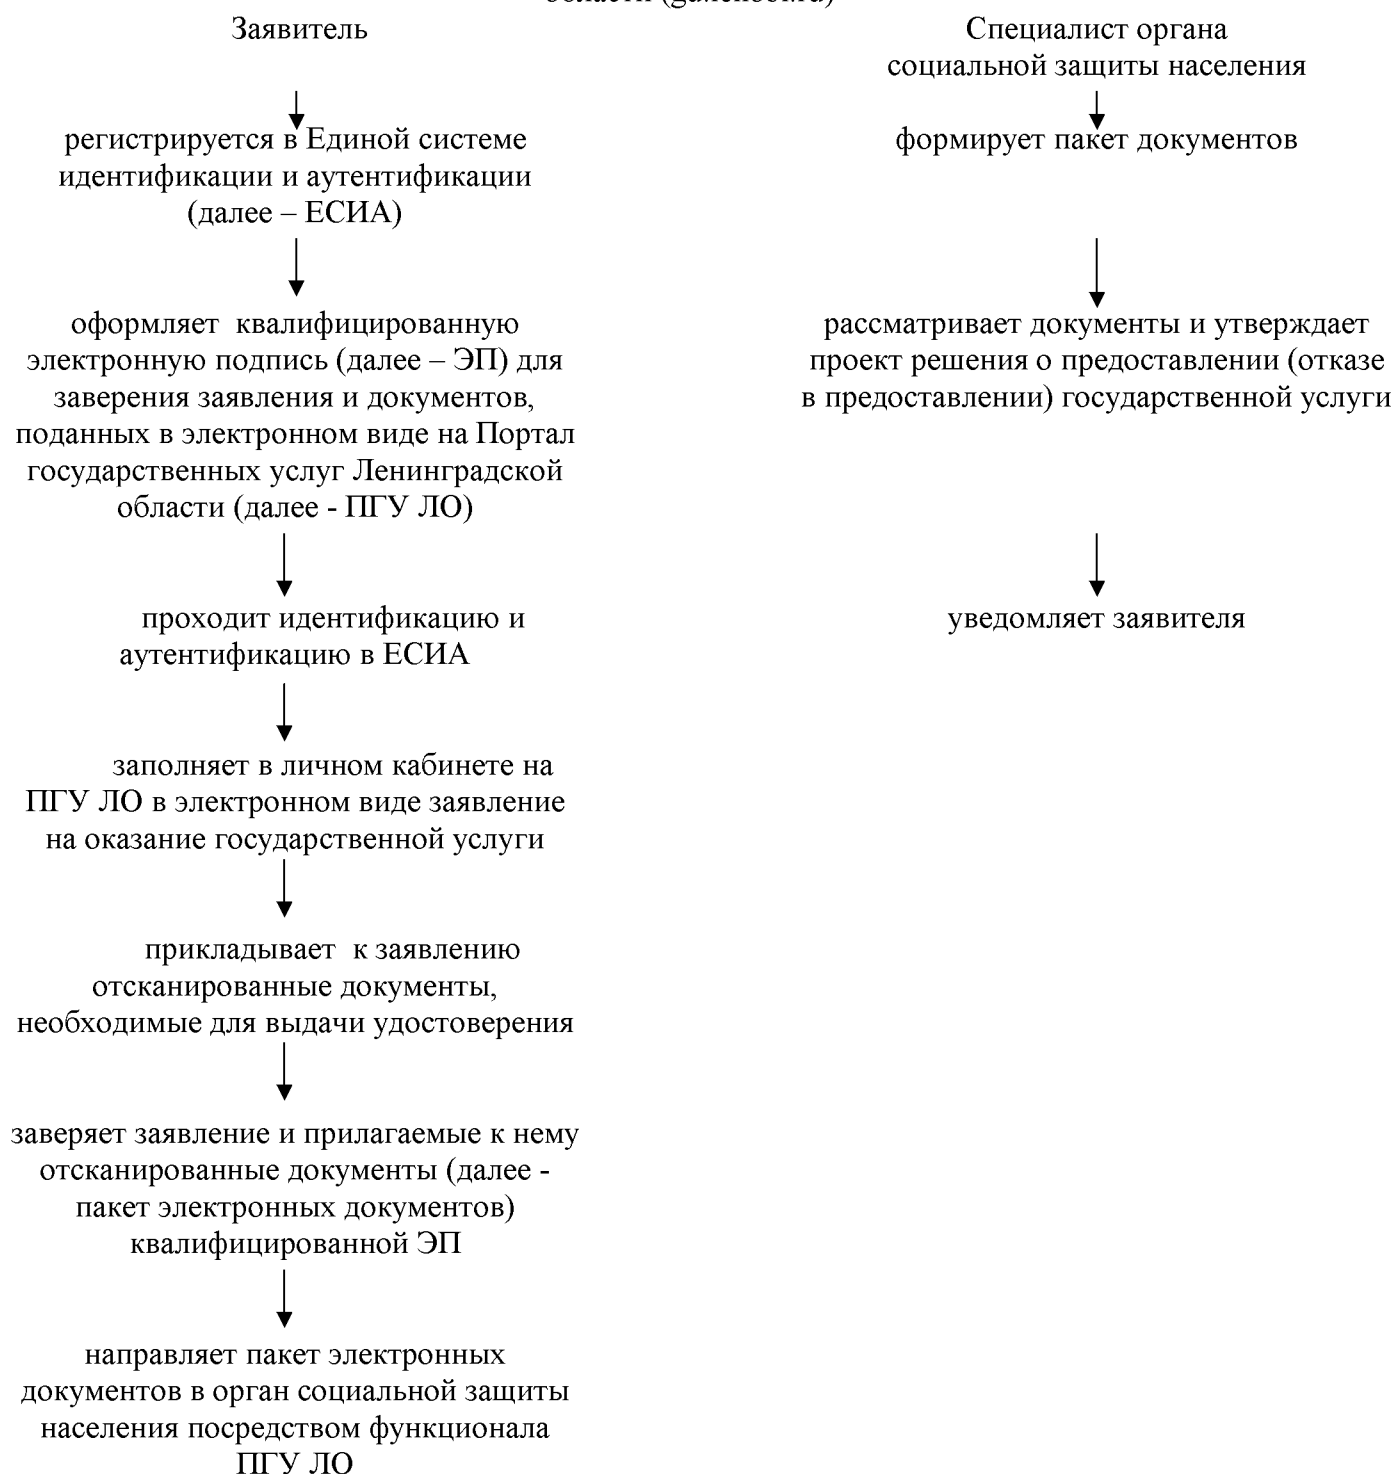 области (gu.lenobl.ru)
Заявитель
регистрируется в Единой системе
идентификации и аутентификации
(далее – ЕСИА)
оформляет  квалифицированную
электронную подпись (далее – ЭП) для
заверения заявления и документов,
поданных в электронном виде на Портал
государственных услуг Ленинградской
области (далее - ПГУ ЛО)
проходит идентификацию и
аутентификацию в ЕСИА
заполняет в личном кабинете на
ПГУ ЛО в электронном виде заявление
на оказание государственной услуги
прикладывает  к заявлению
отсканированные документы,
необходимые для выдачи удостоверения
заверяет заявление и прилагаемые к нему
отсканированные документы (далее -
пакет электронных документов)
квалифицированной ЭП
направляет пакет электронных
документов в орган социальной защиты
населения посредством функционала
ПГУ ЛО
Специалист органа
социальной защиты населения
формирует пакет документов
рассматривает документы и утверждает
проект решения о предоставлении (отказе
в предоставлении) государственной услуги
уведомляет заявителя